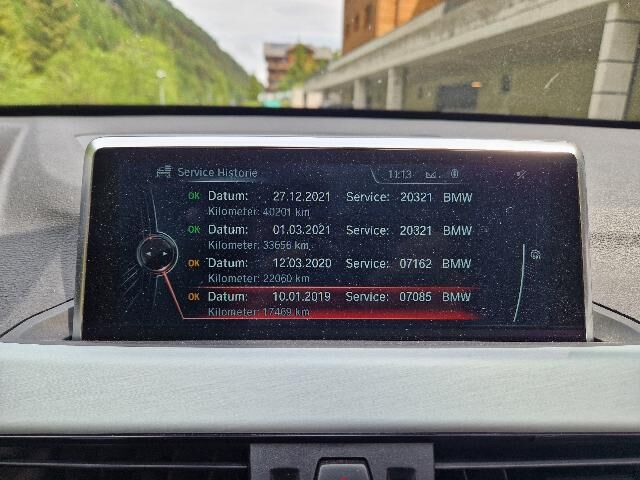 Service Historie 11:13
OK Datum: 27.12.2021 Service: 20321 BMW
Kilometer: 40201 km
OK Datum: 01.03.2021 Service: 20321 BMW
Kilometer: 33656 km
OK Datum: 12.03.2020 Service: 07162 BMW
Kilometer: 22060 km
OK Datum: 10.01.2019 Service: 07085 BMW
Kilometer: 17469 km